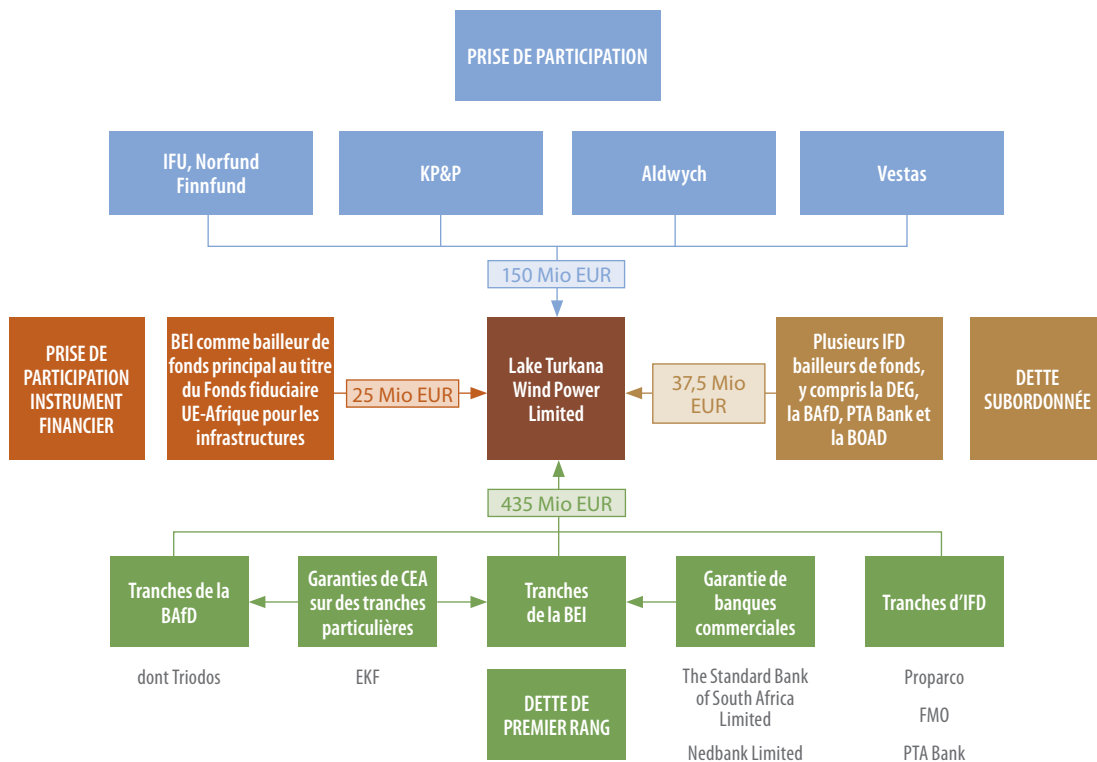 PRISE DE PARTICIPATION
IFU, Norfund
Finnfund
KP&P
Aldwych
Vestas
150 Mio EUR
PRISE DE
PARTICIPATION
INSTRUMENT
FINANCIER
BEI comme bailleur de
fonds principal au titre
du Fonds fiduciaire
UE-Afrique pour les
infrastructures
25 Mio EUR
Lake Turkana
Wind Power
Limited
37,5 Mio
EUR
Plusieurs IFD
bailleurs de fonds,
y compris la DEG,
la BAfD, PTA Bank et
la BOAD
DETTE
SUBORDONNÉE
435 Mio EUR
Tranches de la
BAfD
Garanties de CEA
sur des tranches
particulières
Tranches
de la BEI
Garantie de
banques
commerciales
Tranches d'IFD
dont Triodos
EKF
DETTE DE
PREMIER RANG
The Standard Bank
of South Africa
Limited
Nedbank Limited
Proparco
FMO
PTA Bank